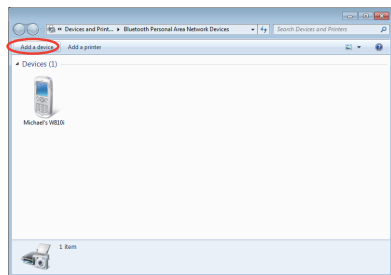 « Devices and Print... ▸ Bluetooth Personal Area Network Devices
Search Devices and Printers
Add a device
Add a printer
Devices (1)
Michael's W810i
1 item